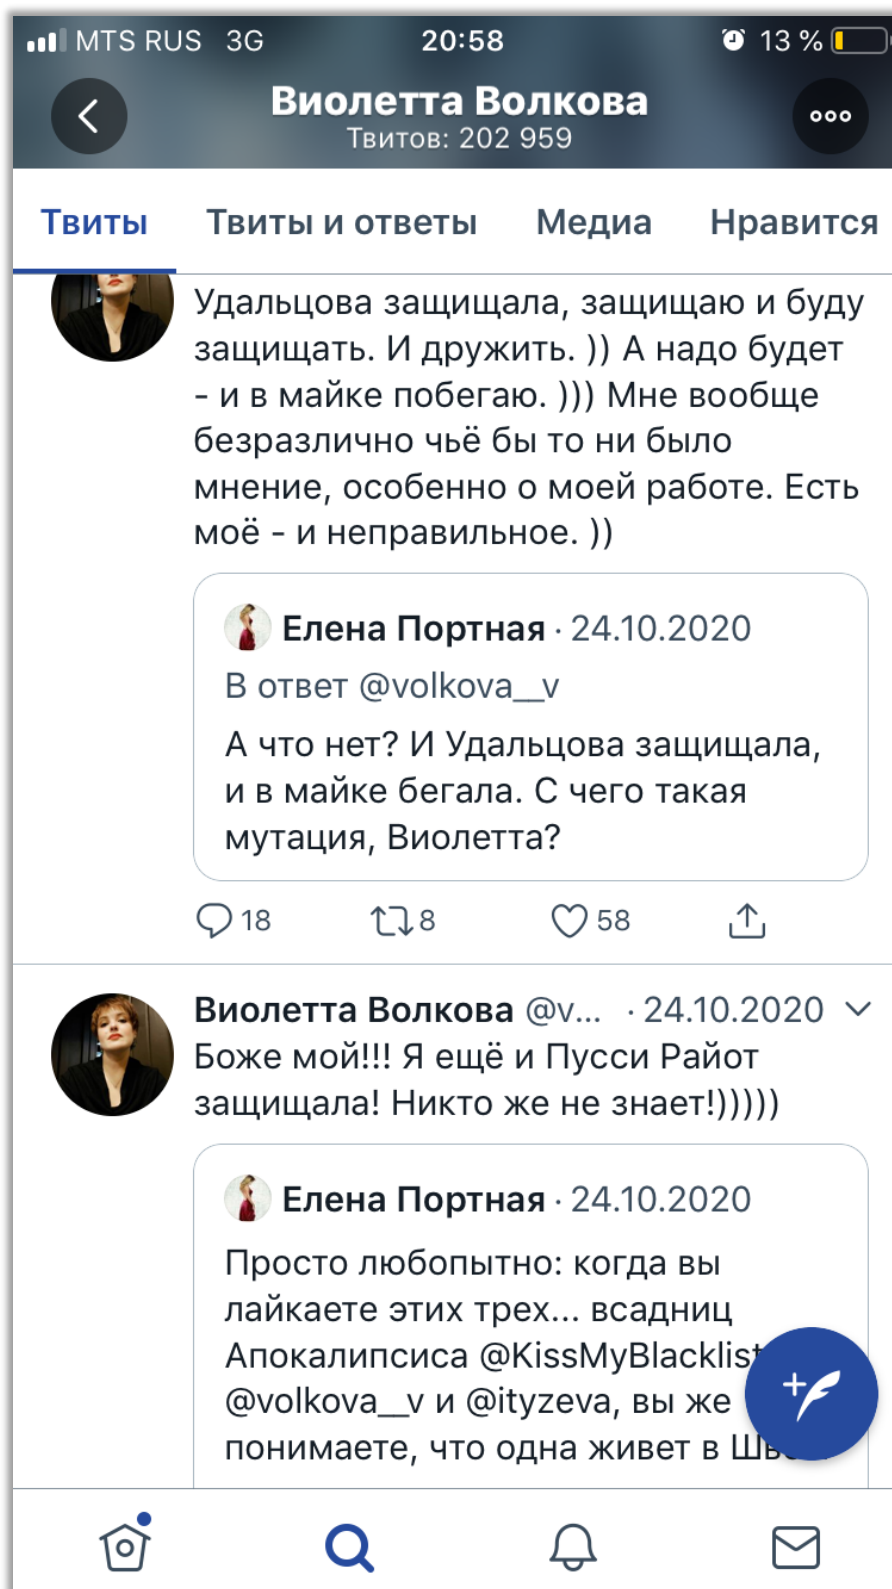 MTS RUS 3G 20:58 13 %
Виолетта Волкова
Твитов: 202 959
Твиты Твиты и ответы Медиа Нравится
Удальцова защищала, защищаю и буду
защищать. И дружить. )) А надо будет
- и в майке побегаю. ))) Мне вообще
безразлично чьё бы то ни было
мнение, особенно о моей работе. Есть
моё - и неправильное. ))
Елена Портная · 24.10.2020
В ответ @volkova__v
А что нет? И Удальцова защищала,
и в майке бегала. С чего такая
мутация, Виолетта?
18 8 58
Виолетта Волкова @v... · 24.10.2020
Боже мой!!! Я ещё и Пусси Райот
защищала! Никто же не знает!)))))
Елена Портная · 24.10.2020
Просто любопытно: когда вы
лайкаете этих трех... всадниц
Апокалипсиса @KissMyBlacklist
@volkova__v и @ityzeva, вы же
понимаете, что одна живет в